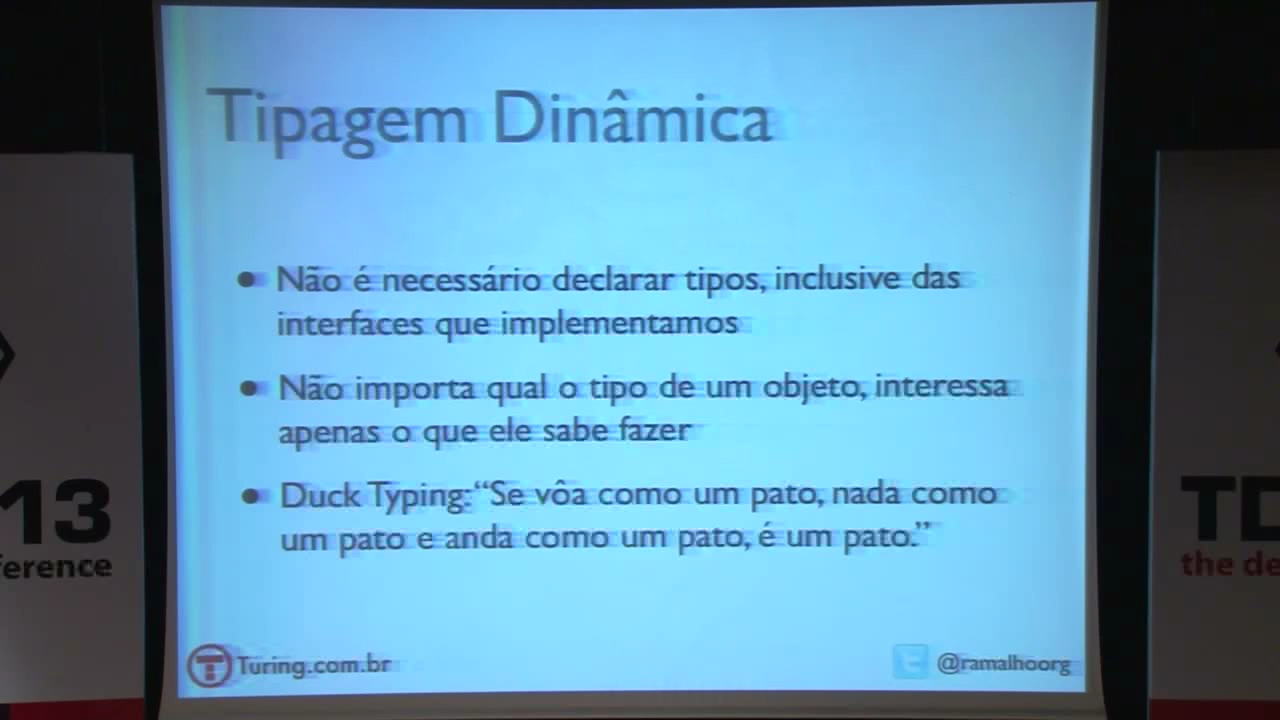 Tipagem Dinâmica
• Não é necessário declarar tipos, inclusive das
interfaces que implementamos
• Não importa qual o tipo de um objeto, interessa
apenas o que ele sabe fazer
• Duck Typing: “Se vôa como um pato, nada como
um pato e anda como um pato, é um pato.”
Turing.com.br
@ramalhoorg
13
ference
TD
the de